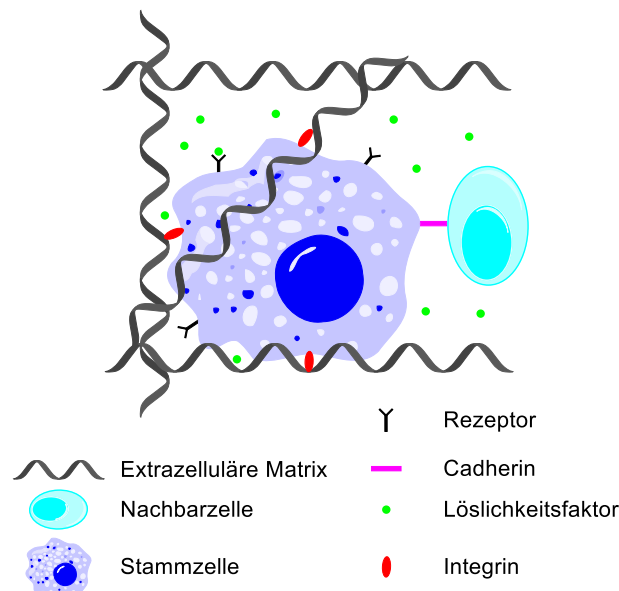 Rezeptor
Extrazelluläre Matrix
Cadherin
Nachbarzelle
Löslichkeitsfaktor
Stammzelle
Integrin